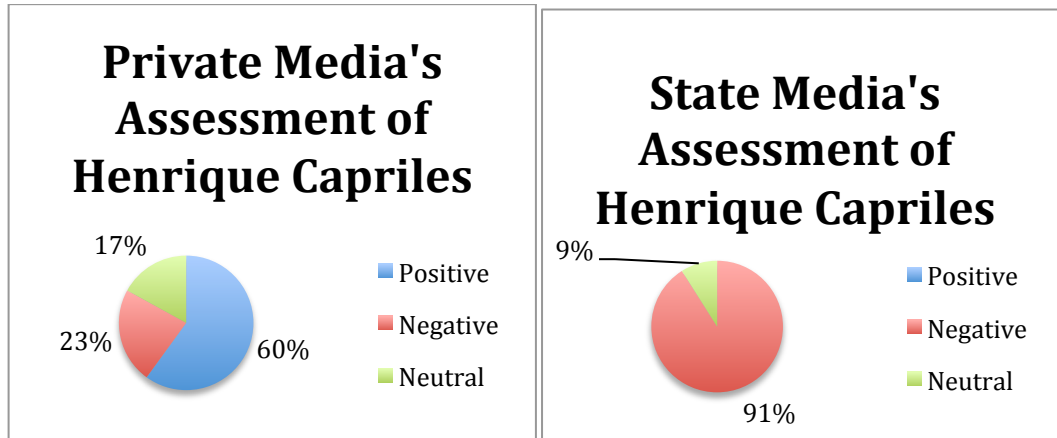 Private Media's
Assessment of
Henrique Capriles
17%
23%
60%
Positive
Negative
Neutral
State Media's
Assessment of
Henrique Capriles
9%
91%
Positive
Negative
Neutral